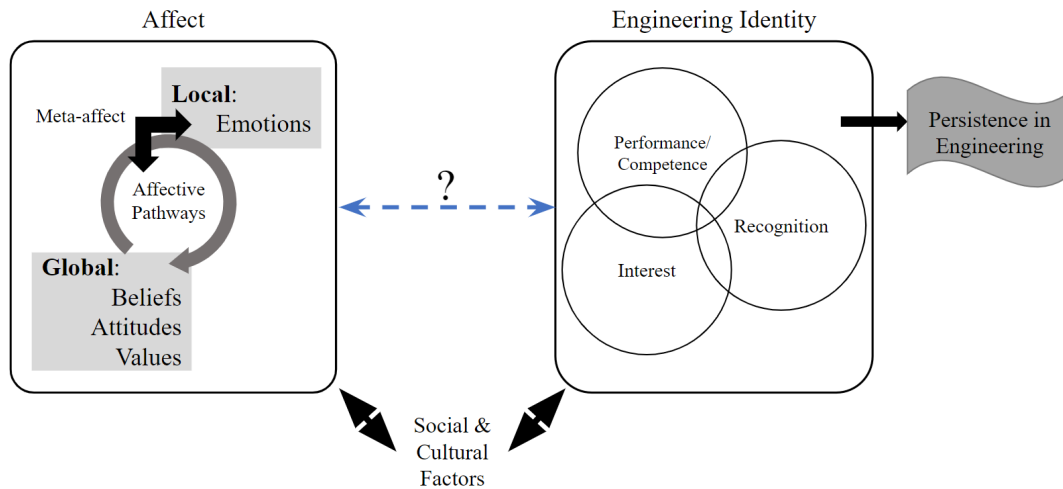 Affect
Engineering Identity
Local:
Emotions
Meta-affect
Affective
Pathways
Global:
Beliefs
Attitudes
Values
?
Performance/
Competence
Recognition
Interest
Persistence in
Engineering
Social &
Cultural
Factors